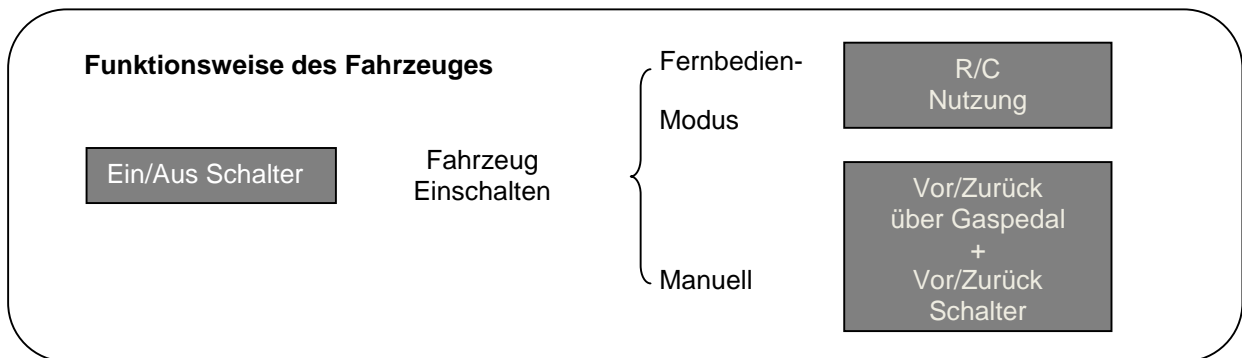 Funktionsweise des Fahrzeuges
Ein/Aus Schalter
Fahrzeug
Einschalten
Fernbedien-
Modus
R/C
Nutzung
Manuell
Vor/Zurück
über Gaspedal
+
Vor/Zurück
Schalter